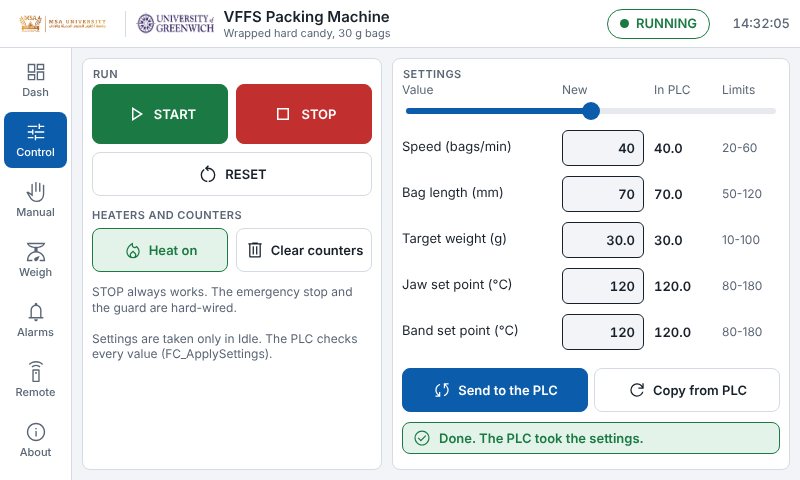 MSA UNIVERSITY
UNIVERSITY of GREENWICH
VFFS Packing Machine
Wrapped hard candy, 30 g bags
RUNNING
14:32:05
Dash
Control
Manual
Weigh
Alarms
Remote
About
RUN
START
STOP
RESET
HEATERS AND COUNTERS
Heat on
Clear counters
STOP always works. The emergency stop and
the guard are hard-wired.
Settings are taken only in Idle. The PLC checks
every value (FC_ApplySettings).
SETTINGS
Value New In PLC Limits
Speed (bags/min) 40 40.0 20-60
Bag length (mm) 70 70.0 50-120
Target weight (g) 30.0 30.0 10-100
Jaw set point (°C) 120 120.0 80-180
Band set point (°C) 120 120.0 80-180
Send to the PLC
Copy from PLC
Done. The PLC took the settings.